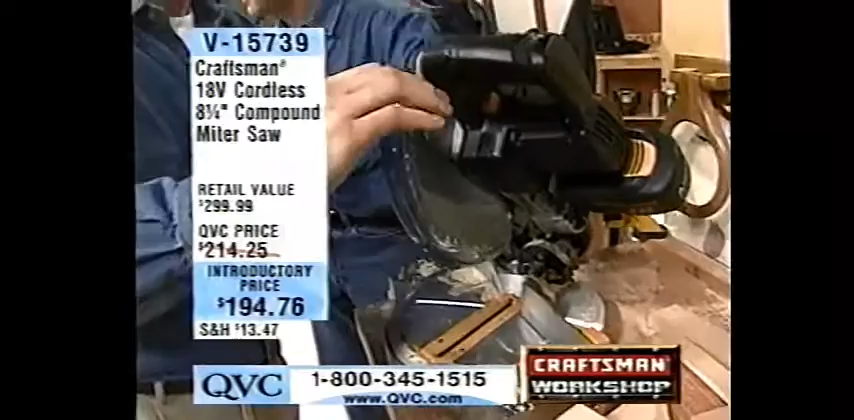 V-15739
Craftsman®
18V Cordless
8¼" Compound
Miter Saw
RETAIL VALUE
$299.99
QVC PRICE
$214.25
INTRODUCTORY
PRICE
$194.76
S&H $13.47
QVC
1-800-345-1515
www.QVC.com
CRAFTSMAN
WORKSHOP